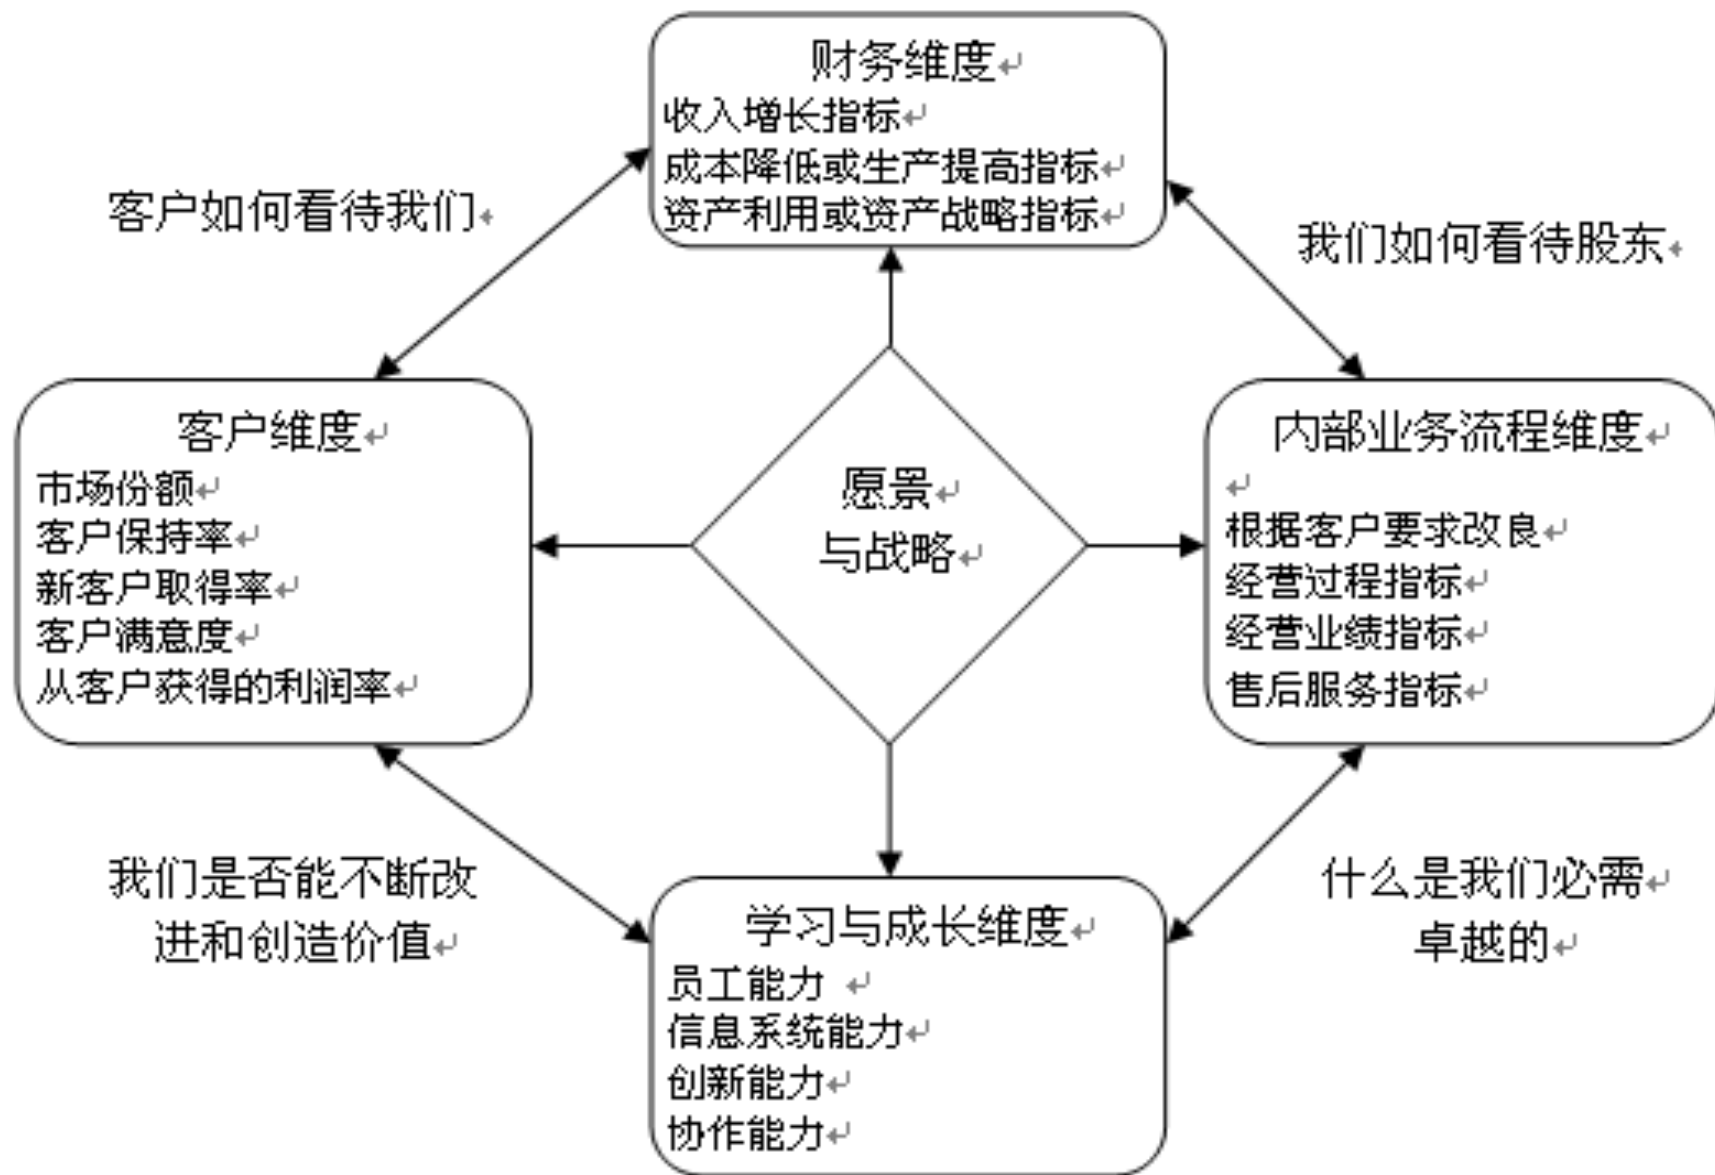 财务维度
收入增长指标
成本降低或生产提高指标
资产利用或资产战略指标
客户如何看待我们
我们如何看待股东
客户维度
市场份额
客户保持率
新客户取得率
客户满意度
从客户获得的利润率
愿景
与战略
内部业务流程维度
根据客户要求改良
经营过程指标
经营业绩指标
售后服务指标
我们是否能不断改
进和创造价值
什么是我们必需
卓越的
学习与成长维度
员工能力
信息系统能力
创新能力
协作能力